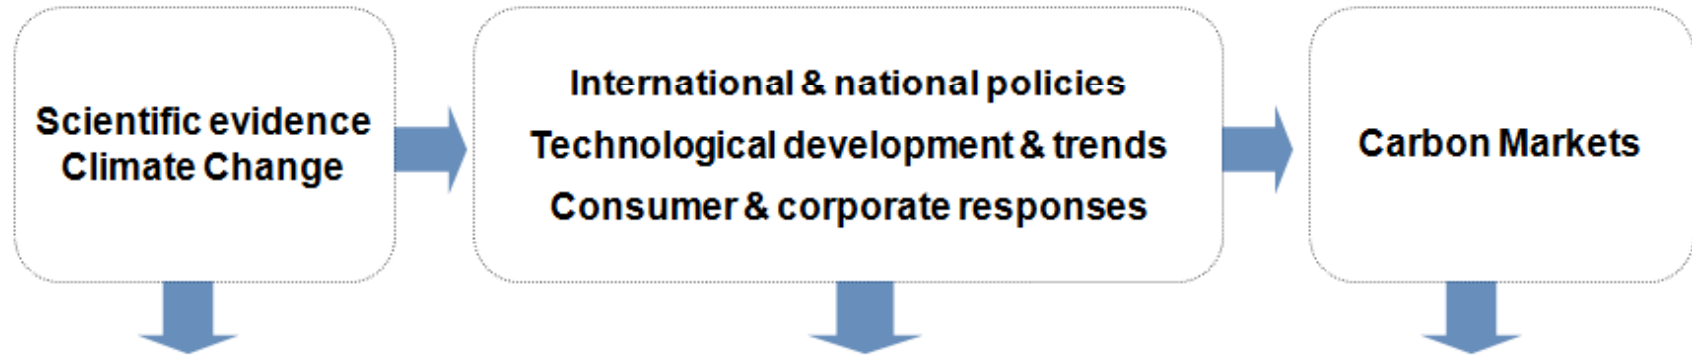 Scientific evidence
Climate Change
International & national policies
Technological development & trends
Consumer & corporate responses
Carbon Markets